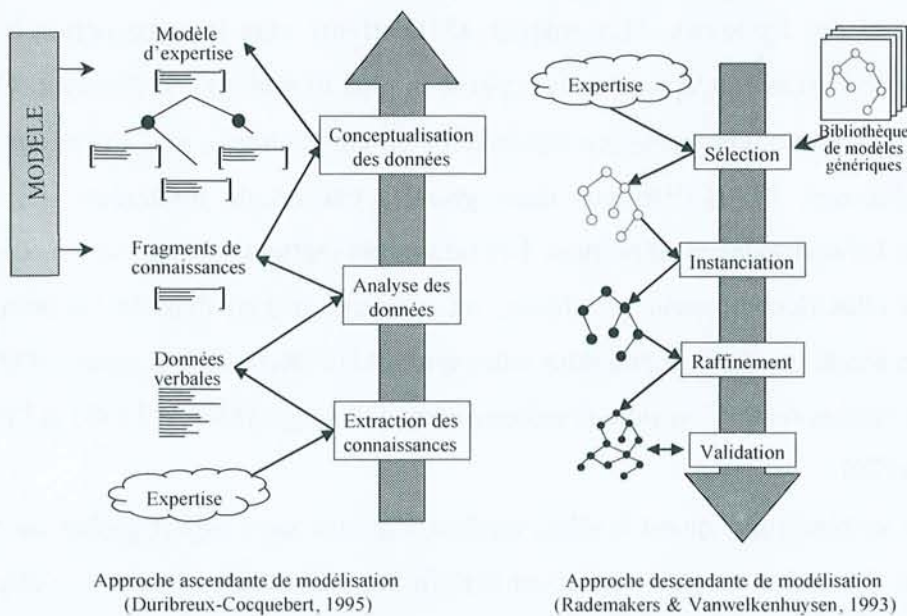 MODÈLE
Modèle
d'expertise
Conceptualisation
des données
Fragments de
connaissances
Analyse des
données
Données
verbales
Extraction des
connaissances
Expertise
Approche ascendante de modélisation
(Duribreux-Cocquebert, 1995)
Expertise
Bibliothèque
de modèles
génériques
Sélection
Instanciation
Raffinement
Validation
Approche descendante de modélisation
(Rademakers & Vanwelkenhuysen, 1993)